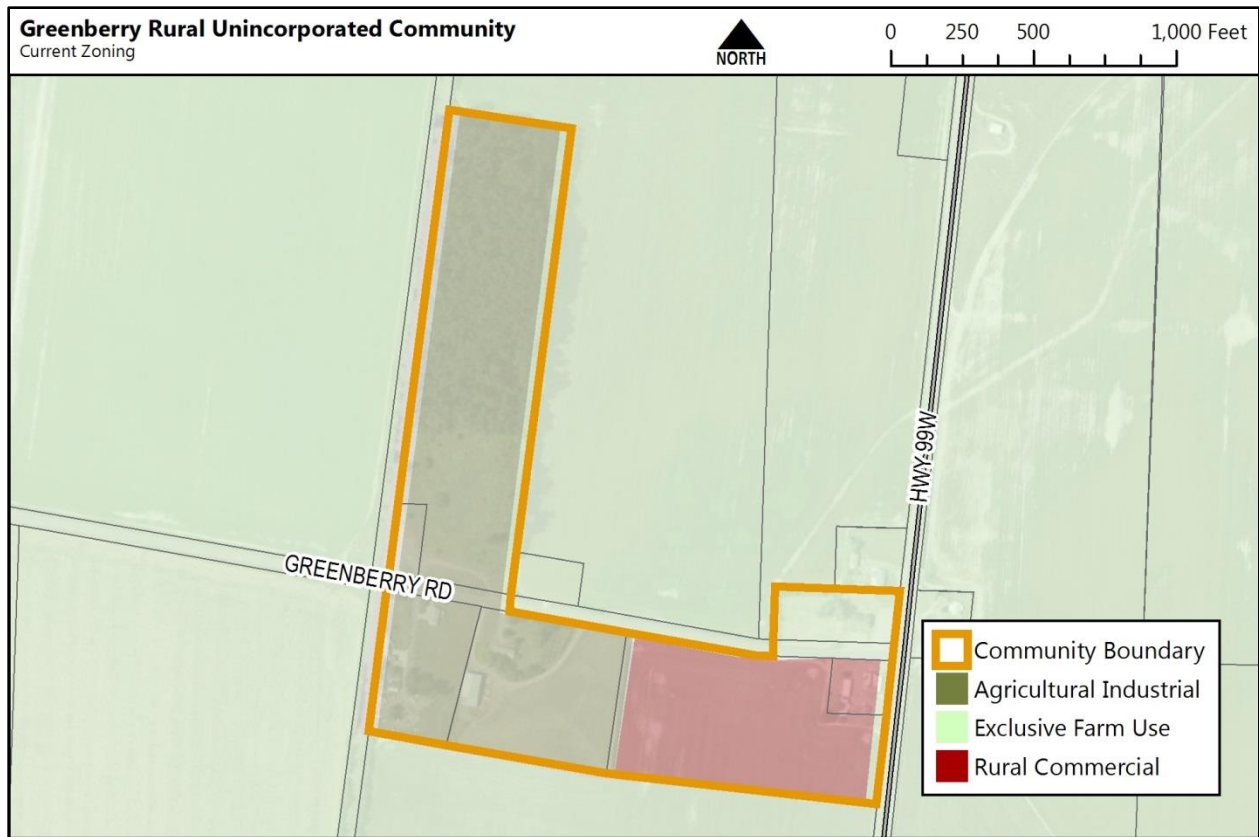 Greenberry Rural Unincorporated Community
Current Zoning
NORTH
0 250 500 1,000 Feet
HWY 99W
GREENBERRY RD
Community Boundary
Agricultural Industrial
Exclusive Farm Use
Rural Commercial